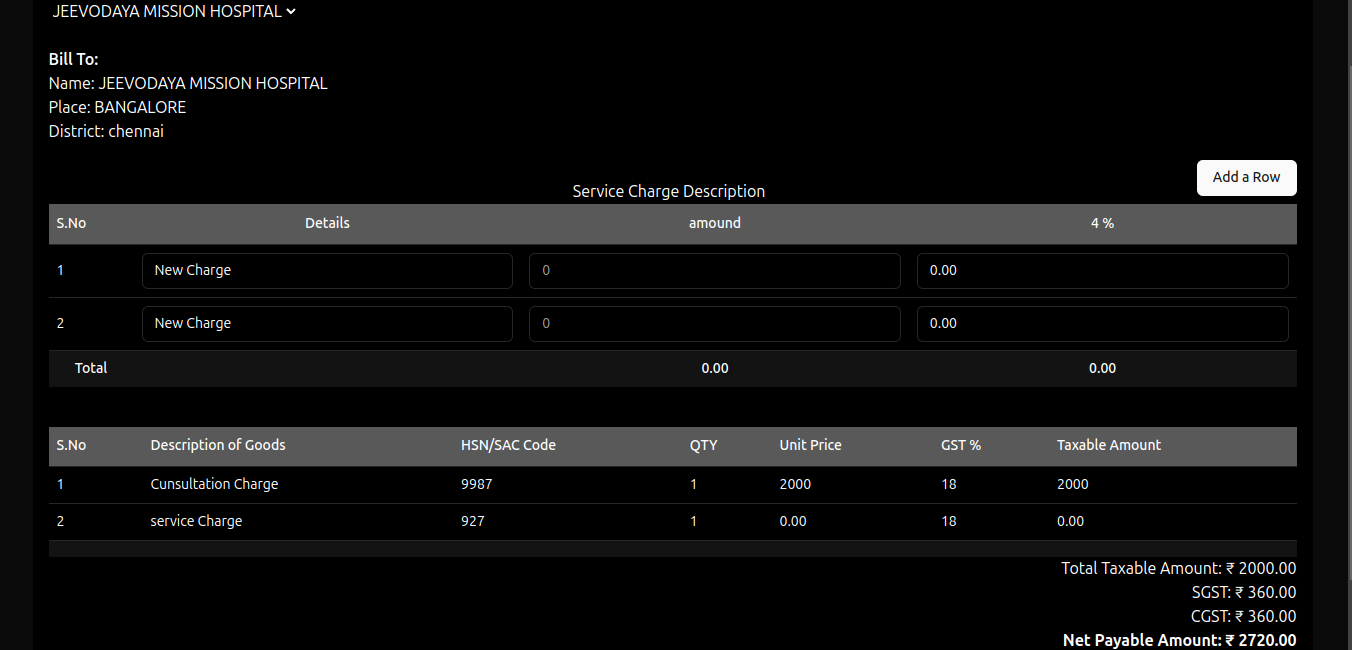 JEEVODAYA MISSION HOSPITAL
Bill To:
Name: JEEVODAYA MISSION HOSPITAL
Place: BANGALORE
District: chennai
Add a Row
Service Charge Description
S.No Details amound 4 %
1 New Charge 0 0.00
2 New Charge 0 0.00
Total 0.00 0.00
S.No Description of Goods HSN/SAC Code QTY Unit Price GST % Taxable Amount
1 Cunsultation Charge 9987 1 2000 18 2000
2 service Charge 927 1 0.00 18 0.00
Total Taxable Amount: ₹ 2000.00
SGST: ₹ 360.00
CGST: ₹ 360.00
Net Payable Amount: ₹ 2720.00